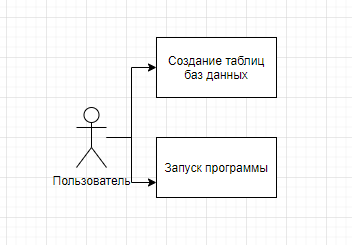 Создание таблиц
баз данных
Пользователь
Запуск программы